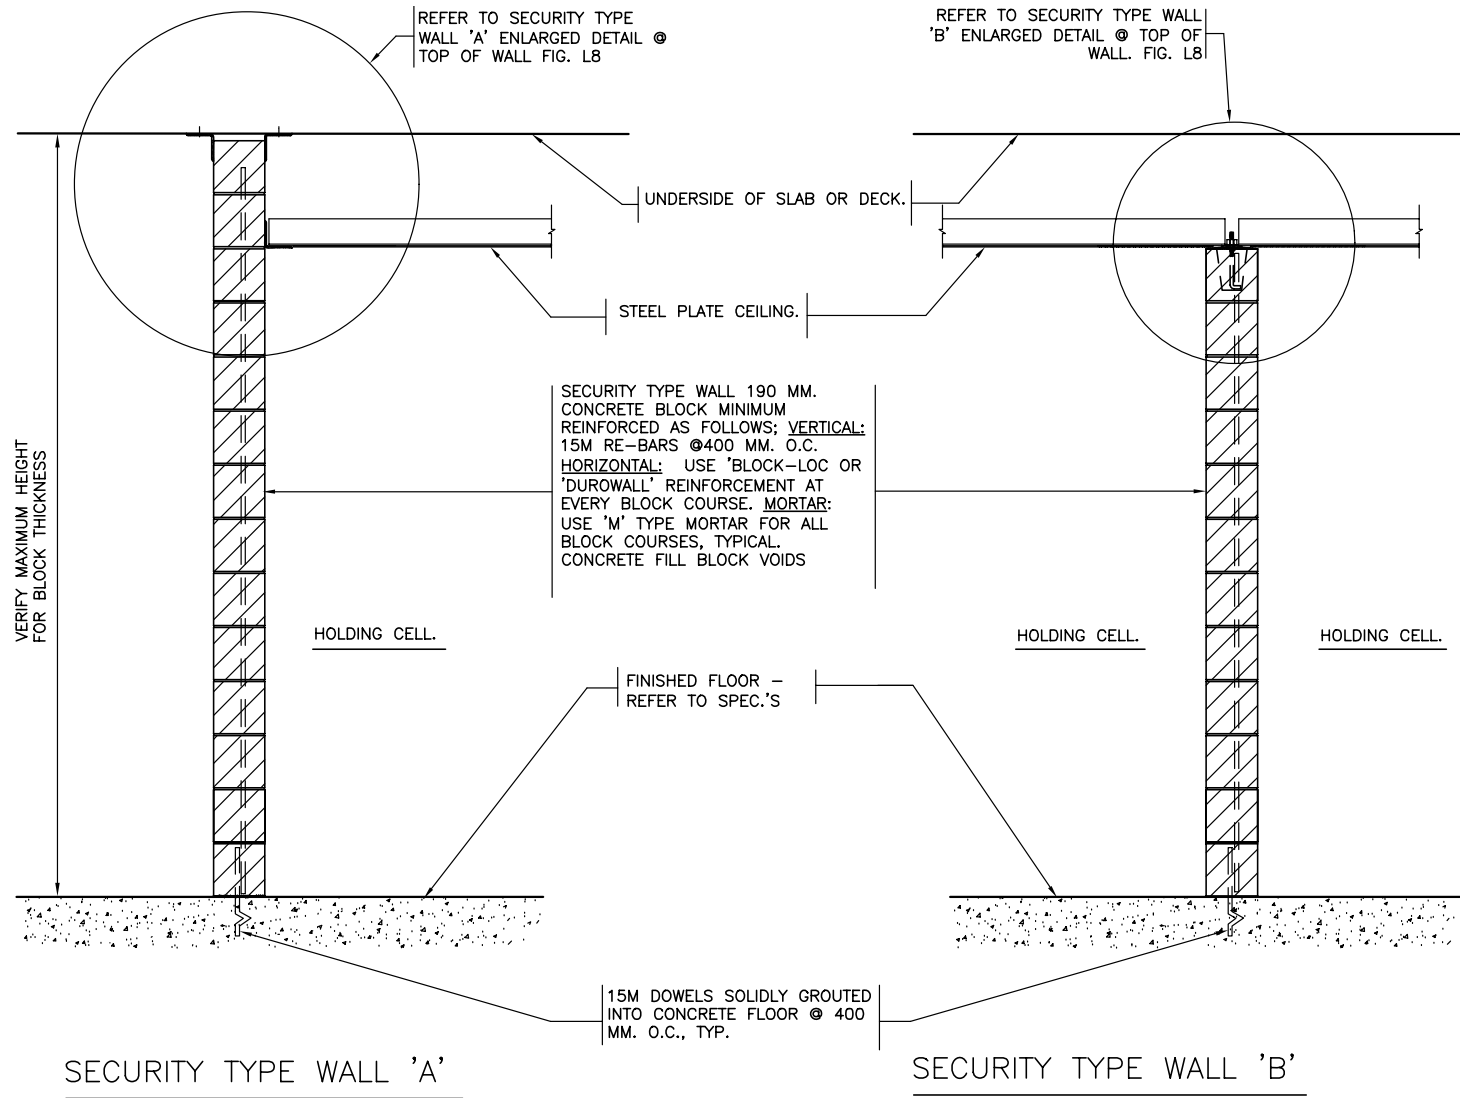 REFER TO SECURITY TYPE
WALL 'A' ENLARGED DETAIL @
TOP OF WALL FIG. L8
REFER TO SECURITY TYPE WALL
'B' ENLARGED DETAIL @ TOP OF
WALL. FIG. L8
UNDERSIDE OF SLAB OR DECK.
STEEL PLATE CEILING.
SECURITY TYPE WALL 190 MM.
CONCRETE BLOCK MINIMUM
REINFORCED AS FOLLOWS; VERTICAL:
15M RE-BARS @400 MM. O.C.
HORIZONTAL: USE 'BLOCK-LOC OR
'DUROWALL' REINFORCEMENT AT
EVERY BLOCK COURSE. MORTAR:
USE 'M' TYPE MORTAR FOR ALL
BLOCK COURSES, TYPICAL.
CONCRETE FILL BLOCK VOIDS
VERIFY MAXIMUM HEIGHT
FOR BLOCK THICKNESS
HOLDING CELL.
HOLDING CELL.
HOLDING CELL.
FINISHED FLOOR -
REFER TO SPEC.'S
15M DOWELS SOLIDLY GROUTED
INTO CONCRETE FLOOR @ 400
MM. O.C., TYP.
SECURITY TYPE WALL 'A'
SECURITY TYPE WALL 'B'